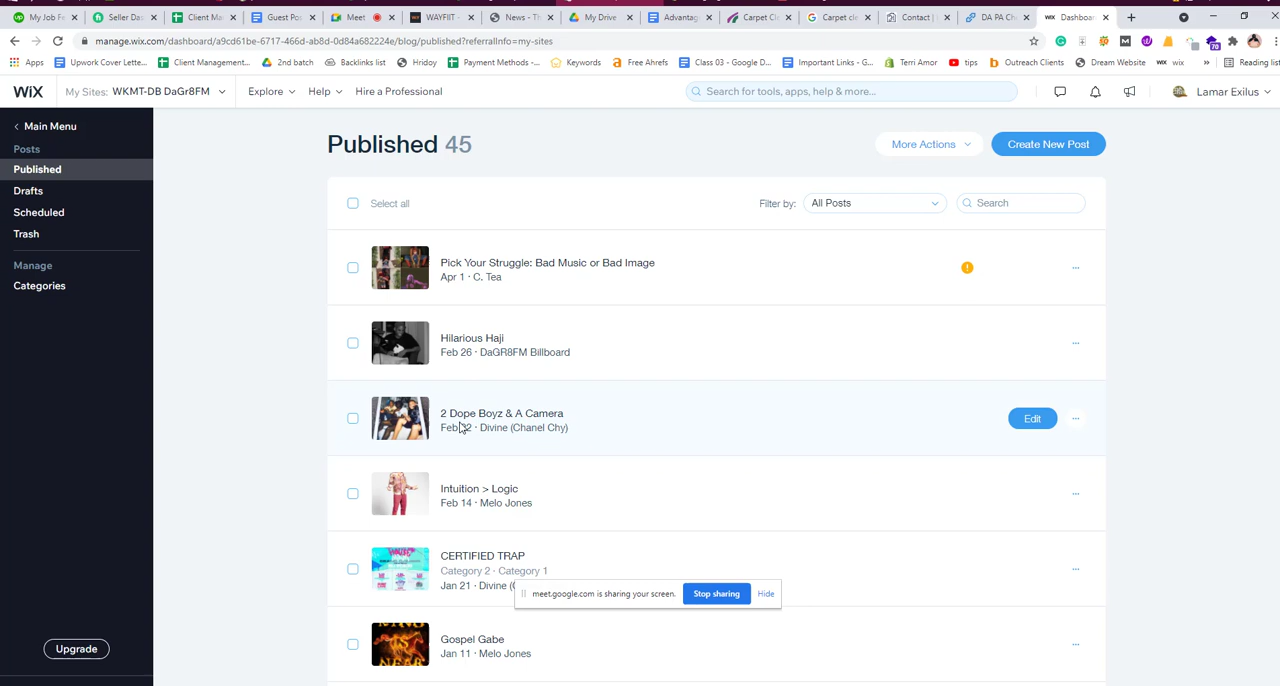 My Job Fe
Seller Das
Client Ma
Guest Po
Meet
WAYFIIT -
News - Th
My Drive
Advantag
Carpet Cl
Carpet cle
Contact |
DA PA Ch
WIX Dashboar
manage.wix.com/dashboard/a9cd61be-6717-466d-ab8d-0d84a682224e/blog/published?referralInfo=my-sites
70
Apps Upwork Cover Lette... Client Management... 2nd batch Backlinks list Hridoy Payment Methods -... Keywords Free Ahrefs Class 03 - Google D... Important Links - G... Terri Amor tips Outreach Clients Dream Website WIX wix » Reading list
WiX My Sites: WKMT-DB DaGr8FM Explore Help Hire a Professional Search for tools, apps, help & more... Lamar Exilus
< Main Menu
Posts
Published
Drafts
Scheduled
Trash
Manage
Categories
Upgrade
Published 45
More Actions
Create New Post
Select all
Filter by: All Posts
Search
Pick Your Struggle: Bad Music or Bad Image
Apr 1 · C. Tea
Hilarious Haji
Feb 26 · DaGR8FM Billboard
2 Dope Boyz & A Camera
Feb 2 · Divine (Chanel Chy)
Edit
Intuition > Logic
Feb 14 · Melo Jones
CERTIFIED TRAP
Category 2 · Category 1
Jan 21 · Divine (
meet.google.com is sharing your screen. Stop sharing Hide
Gospel Gabe
Jan 11 · Melo Jones